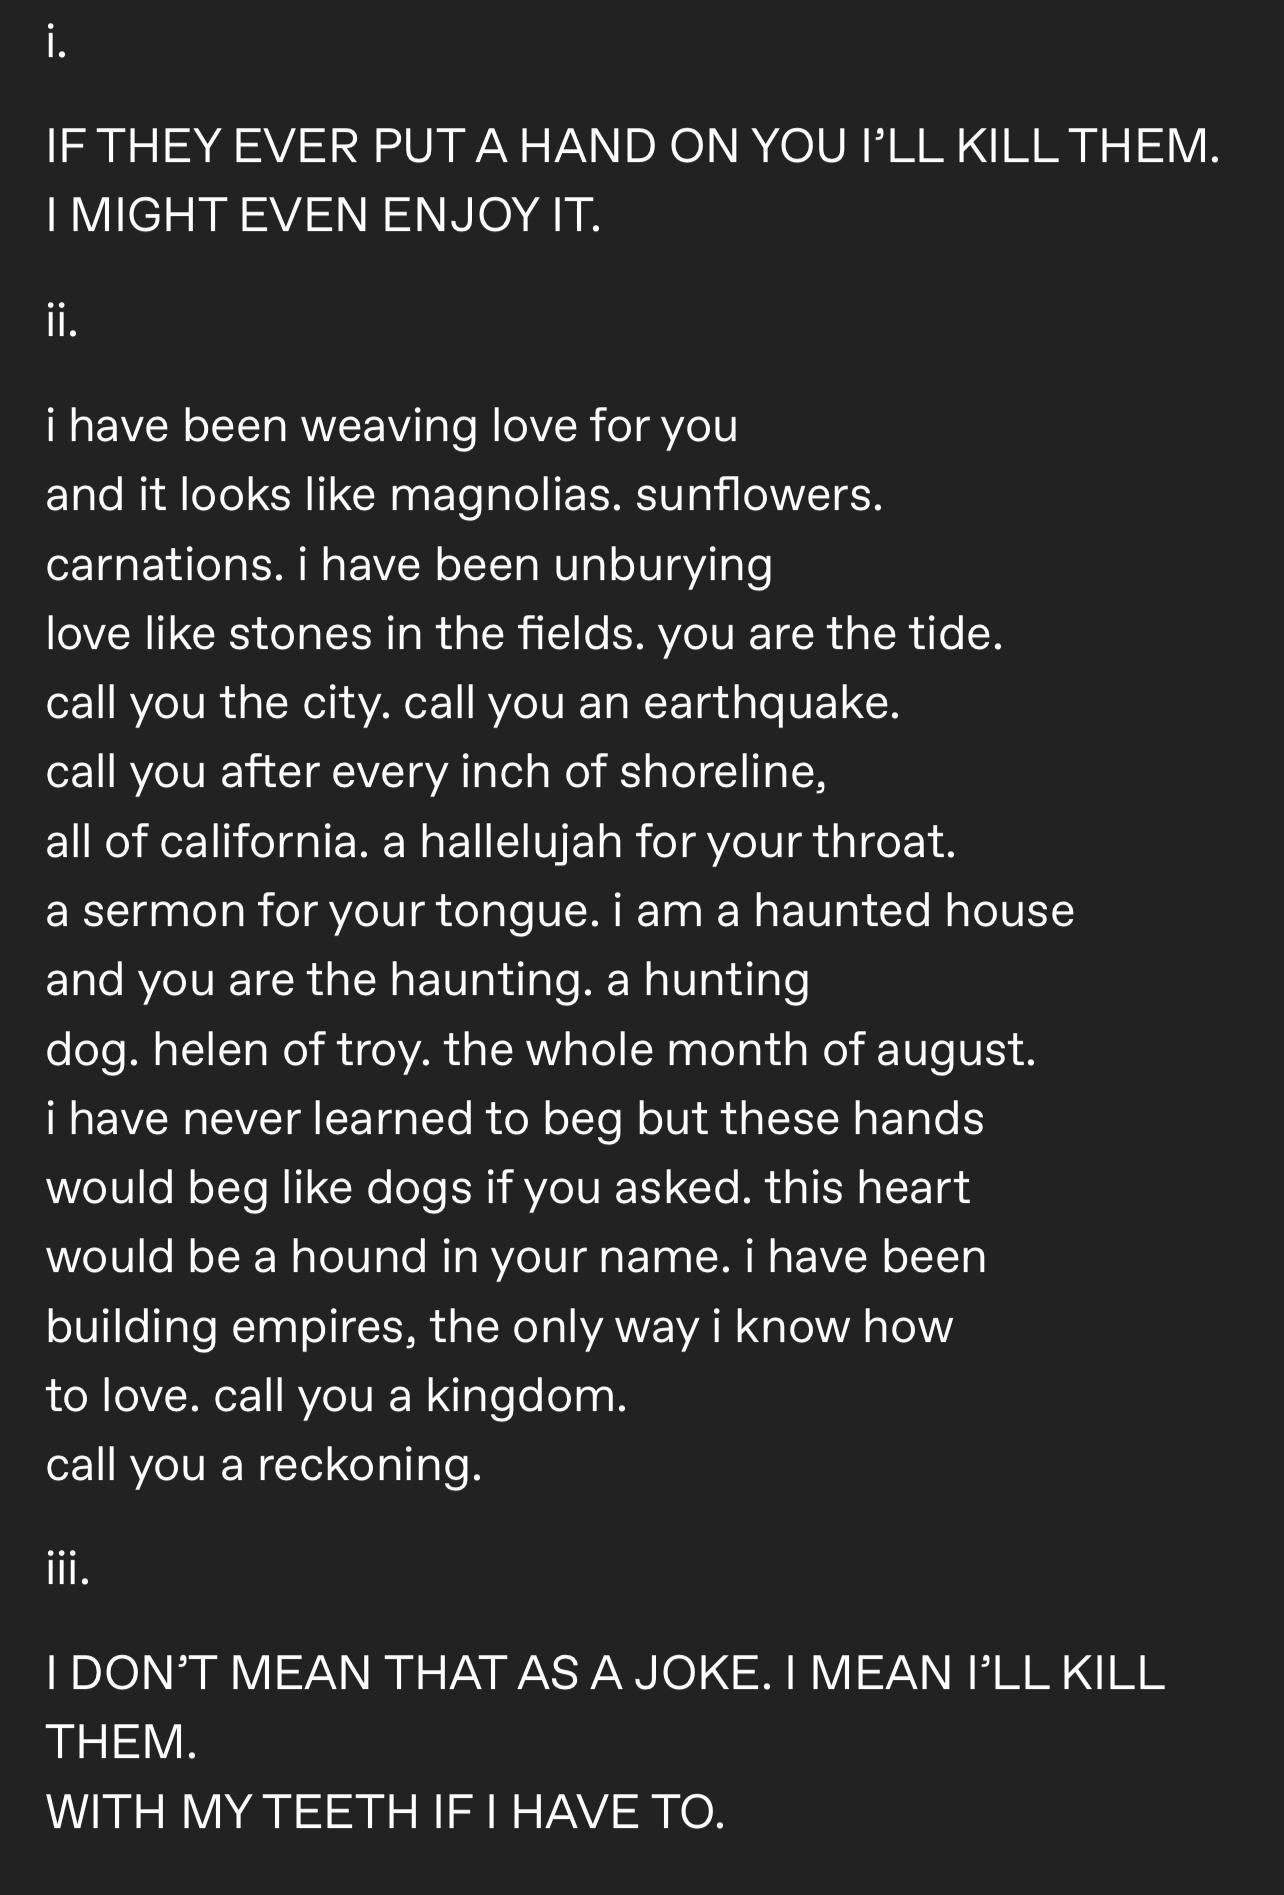 i.
IF THEY EVER PUT A HAND ON YOU I’LL KILL THEM.
I MIGHT EVEN ENJOY IT.
ii.
i have been weaving love for you
and it looks like magnolias. sunflowers.
carnations. i have been unburying
love like stones in the fields. you are the tide.
call you the city. call you an earthquake.
call you after every inch of shoreline,
all of california. a hallelujah for your throat.
a sermon for your tongue. i am a haunted house
and you are the haunting. a hunting
dog. helen of troy. the whole month of august.
i have never learned to beg but these hands
would beg like dogs if you asked. this heart
would be a hound in your name. i have been
building empires, the only way i know how
to love. call you a kingdom.
call you a reckoning.
iii.
I DON’T MEAN THAT AS A JOKE. I MEAN I’LL KILL
THEM.
WITH MY TEETH IF I HAVE TO.